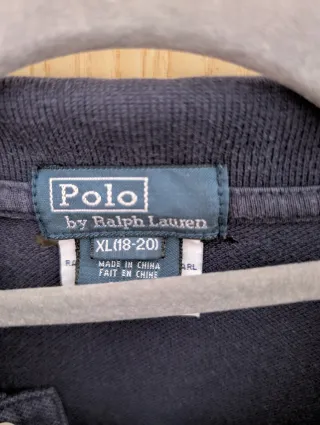 Polo
by Ralph Lauren
XL(18-20)
MADE IN CHINA
FAIT EN CHINE